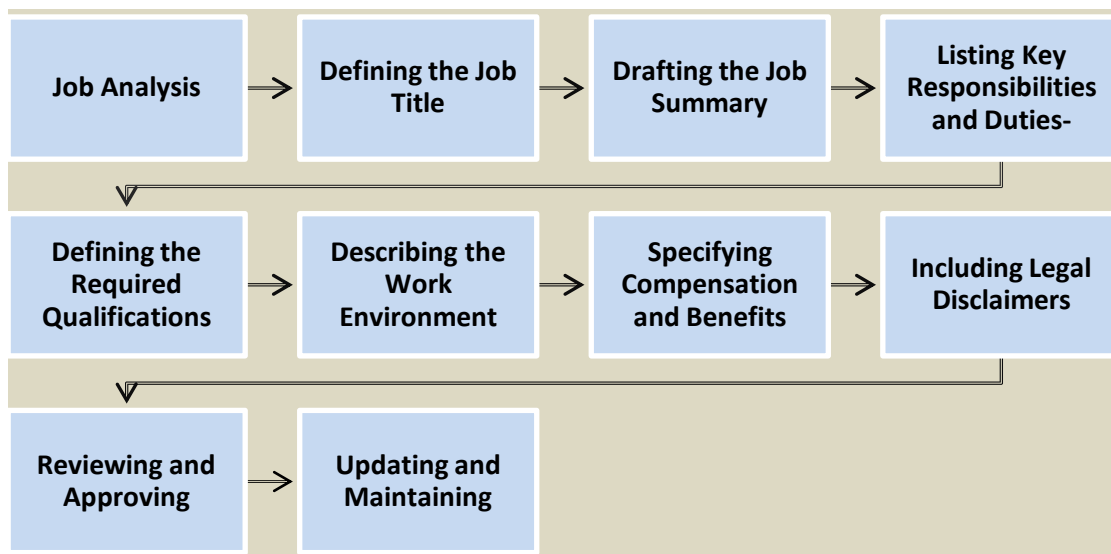 Job Analysis
Defining the Job
Title
Drafting the Job
Summary
Listing Key
Responsibilities
and Duties-
Defining the
Required
Qualifications
Describing the
Work
Environment
Specifying
Compensation
and Benefits
Including Legal
Disclaimers
Reviewing and
Approving
Updating and
Maintaining